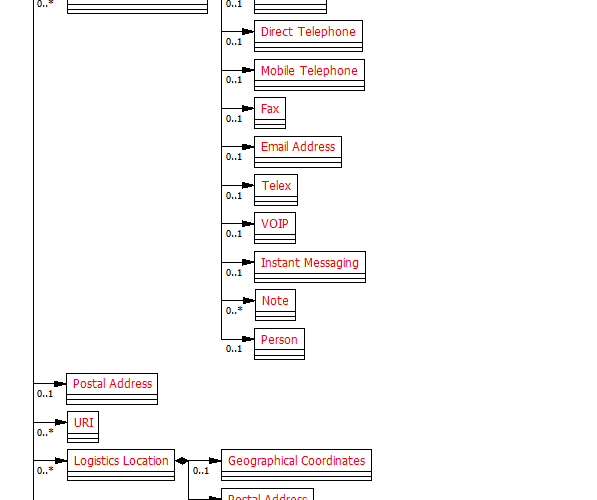 0..*
0..1
Direct Telephone
0..1
Mobile Telephone
0..1
Fax
0..1
Email Address
0..1
Telex
0..1
VOIP
0..1
Instant Messaging
0..1
Note
0..*
Person
0..1
Postal Address
0..1
URI
0..*
Logistics Location
0..*
Geographical Coordinates
0..1
Postal Address